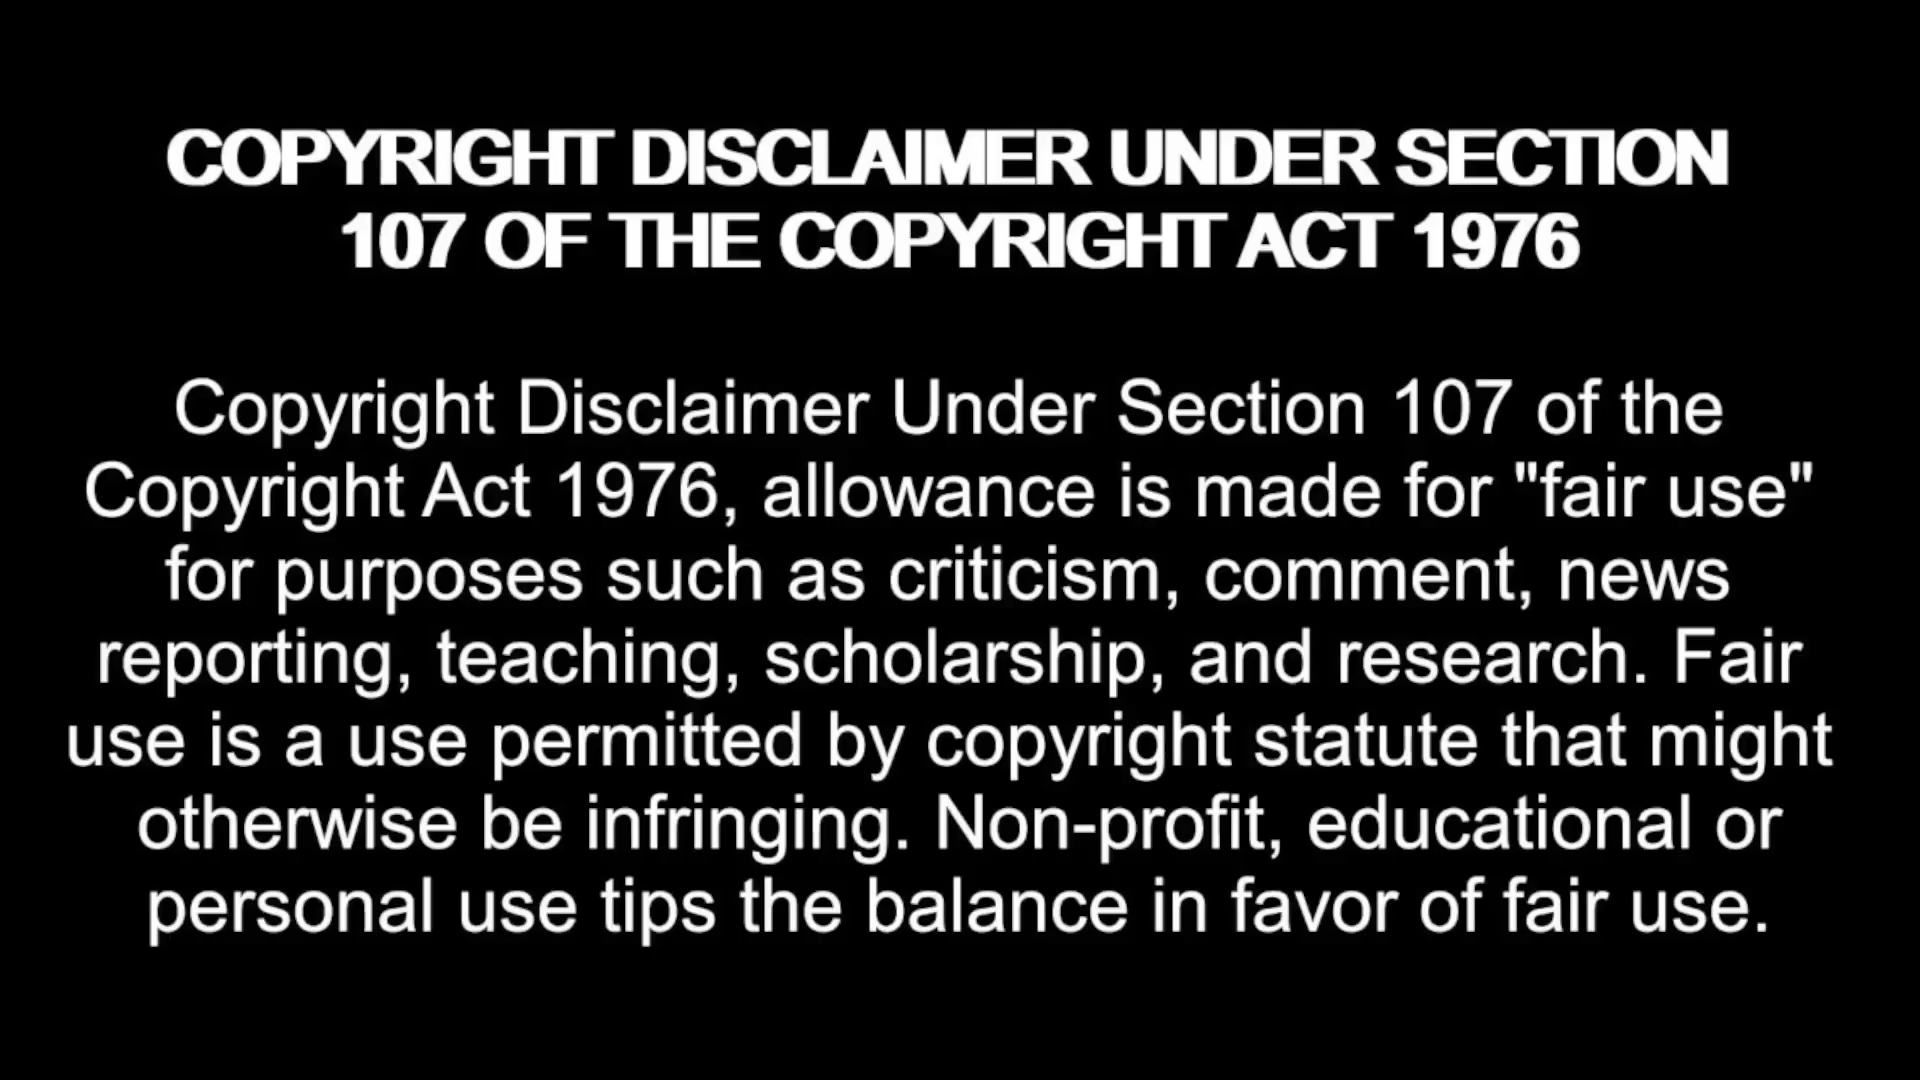 COPYRIGHT DISCLAIMER UNDER SECTION
107 OF THE COPYRIGHT ACT 1976
Copyright Disclaimer Under Section 107 of the
Copyright Act 1976, allowance is made for "fair use"
for purposes such as criticism, comment, news
reporting, teaching, scholarship, and research. Fair
use is a use permitted by copyright statute that might
otherwise be infringing. Non-profit, educational or
personal use tips the balance in favor of fair use.